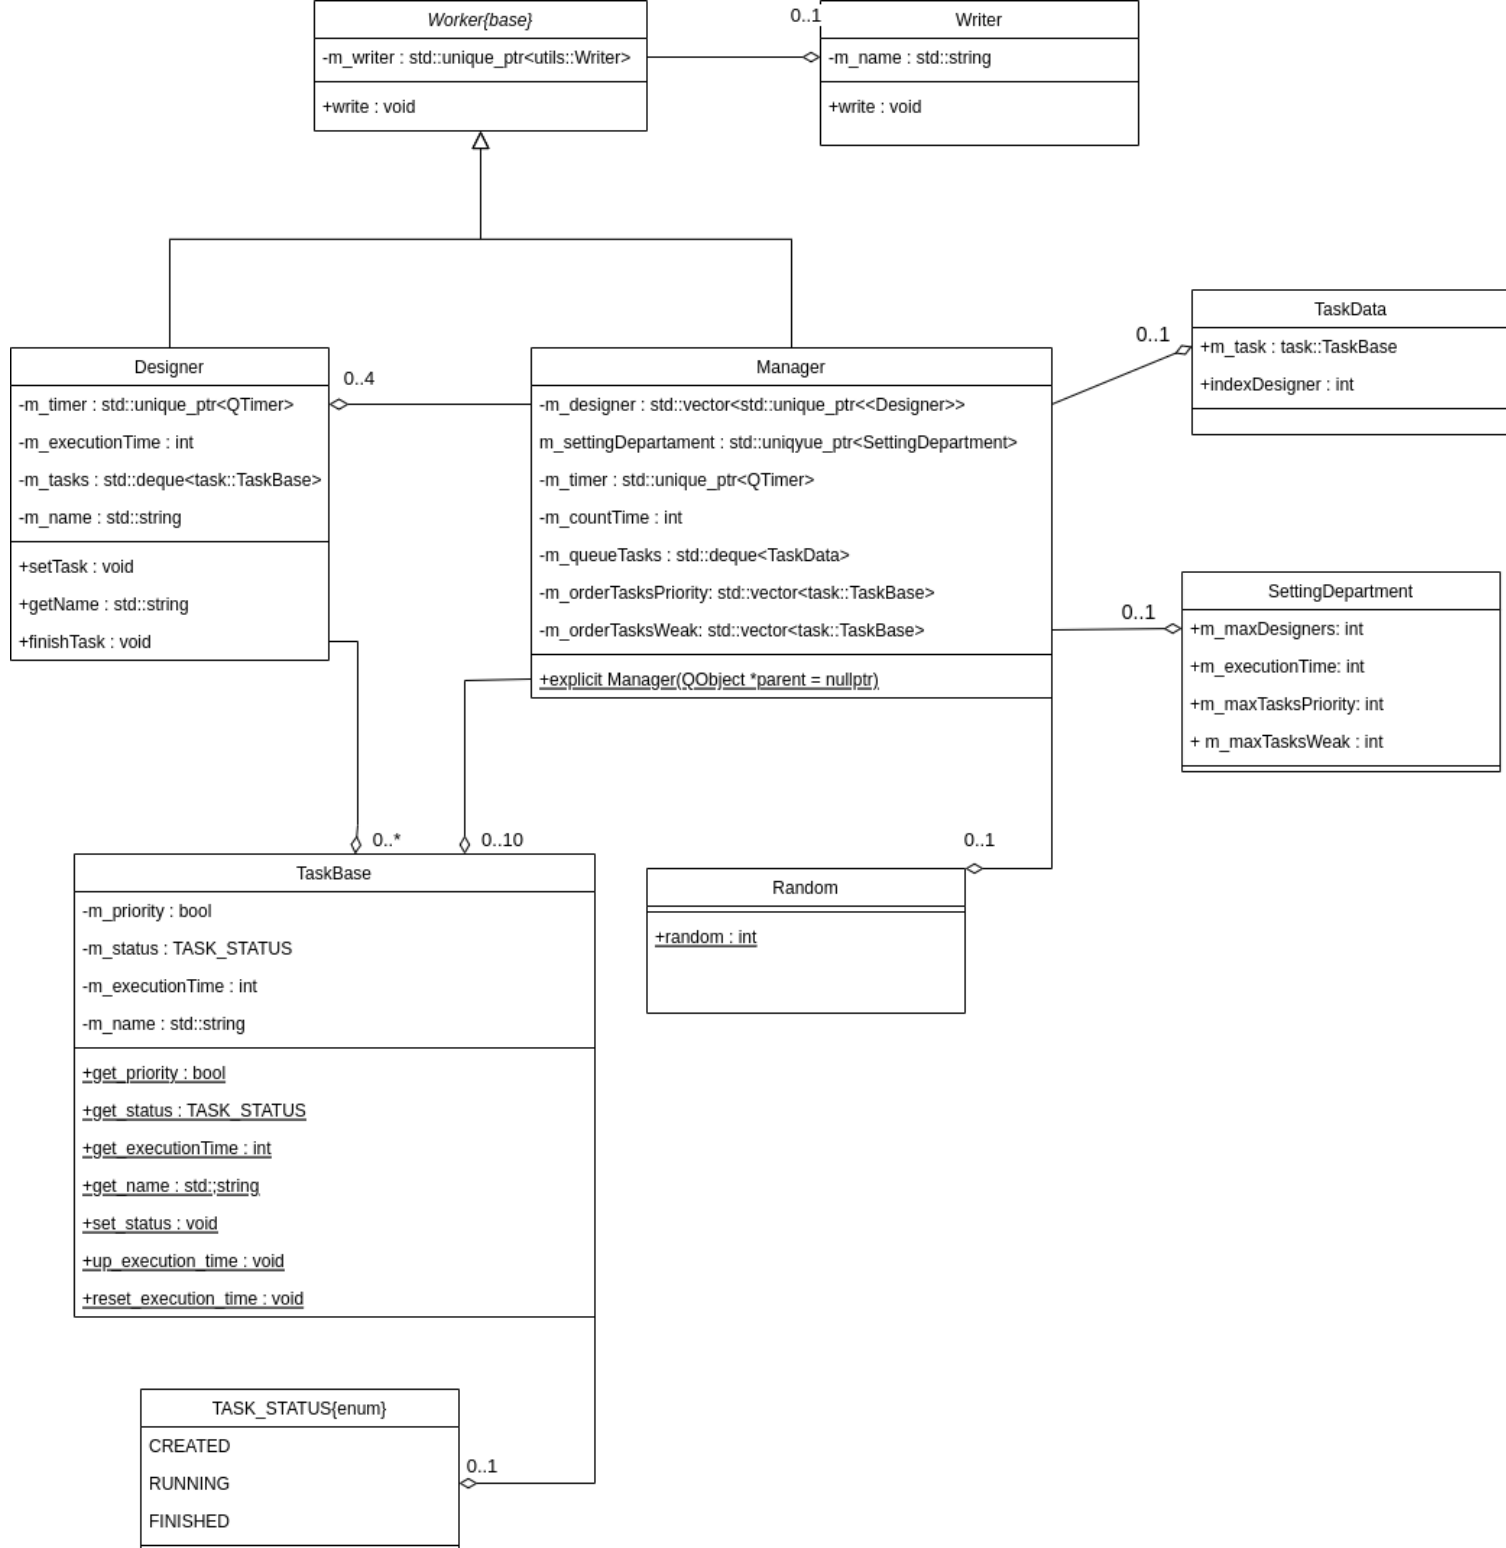 Worker{base}
-m_writer : std::unique_ptr<utils::Writer>
+write : void
0..1
Writer
-m_name : std::string
+write : void
Designer
-m_timer : std::unique_ptr<QTimer>
-m_executionTime : int
-m_tasks : std::deque<task::TaskBase>
-m_name : std::string
+setTask : void
+getName : std::string
+finishTask : void
0..4
Manager
-m_designer : std::vector<std::unique_ptr<<Designer>>
m_settingDepartament : std::uniqyue_ptr<SettingDepartment>
-m_timer : std::unique_ptr<QTimer>
-m_countTime : int
-m_queueTasks : std::deque<TaskData>
-m_orderTasksPriority: std::vector<task::TaskBase>
-m_orderTasksWeak: std::vector<task::TaskBase>
+explicit Manager(QObject *parent = nullptr)
0..1
TaskData
+m_task : task::TaskBase
+indexDesigner : int
0..1
SettingDepartment
+m_maxDesigners: int
+m_executionTime: int
+m_maxTasksPriority: int
+ m_maxTasksWeak : int
0..*
0..10
TaskBase
-m_priority : bool
-m_status : TASK_STATUS
-m_executionTime : int
-m_name : std::string
+get_priority : bool
+get_status : TASK_STATUS
+get_executionTime : int
+get_name : std:;string
+set_status : void
+up_execution_time : void
+reset_execution_time : void
0..1
Random
+random : int
TASK_STATUS{enum}
CREATED
RUNNING
FINISHED
0..1